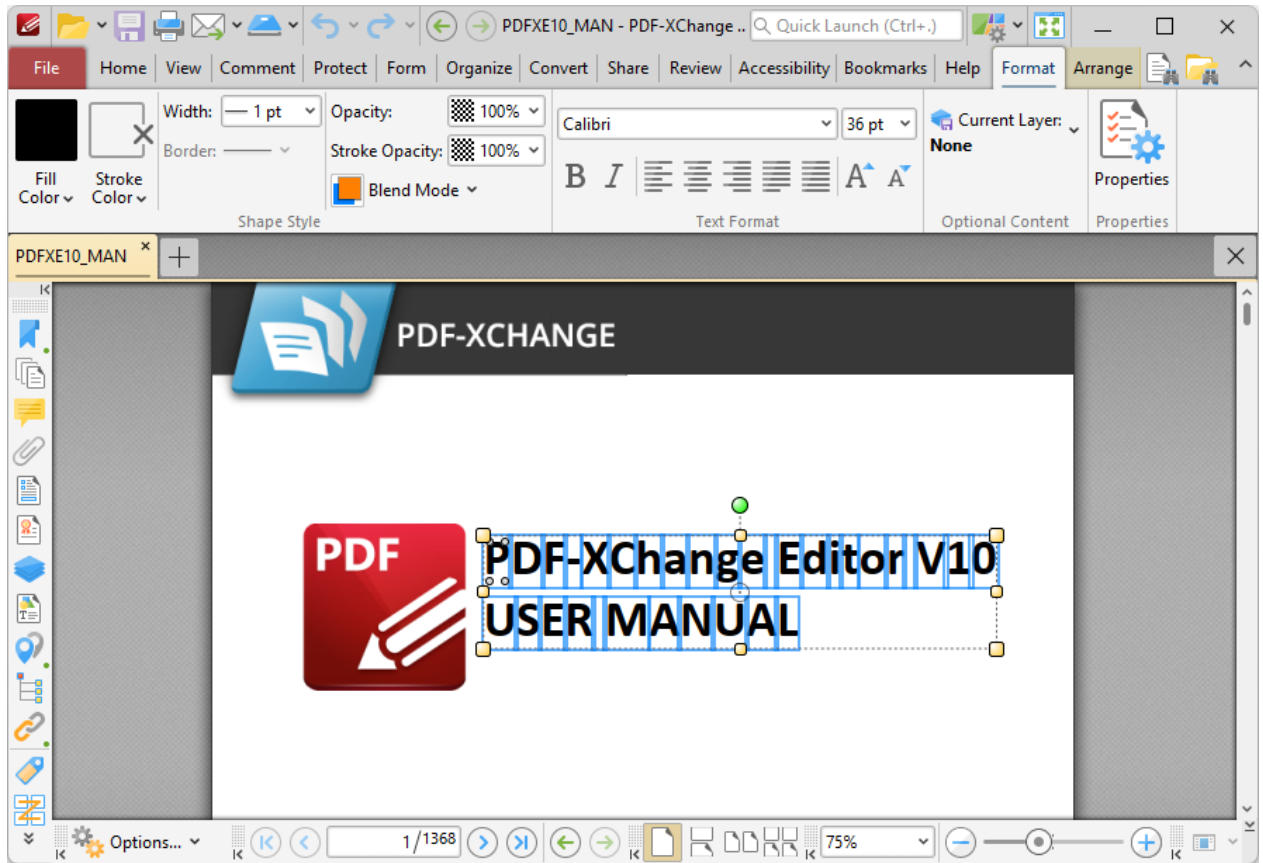 PDFXE10_MAN - PDF-XChange .. Quick Launch (Ctrl+.)
File Home View Comment Protect Form Organize Convert Share Review Accessibility Bookmarks Help Format Arrange
Width: 1 pt Opacity: 100% Calibri 36 pt Current Layer:
Border: Stroke Opacity: 100% None
Fill Color Stroke Color Blend Mode B I A A Properties
Shape Style Text Format Optional Content Properties
PDFXE10_MAN
PDF-XCHANGE
PDF PDF-XChange Editor V10
USER MANUAL
Options... 1/1368 75%